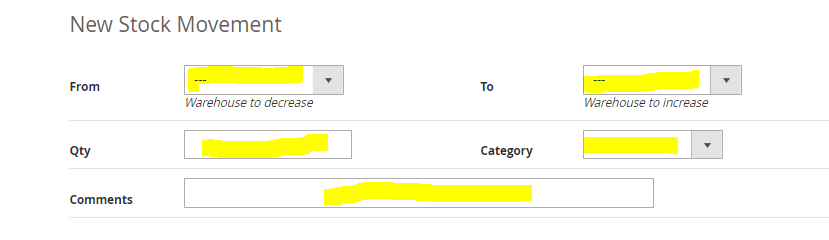 New Stock Movement
From --- To ---
Warehouse to decrease Warehouse to increase
Qty Category
Comments